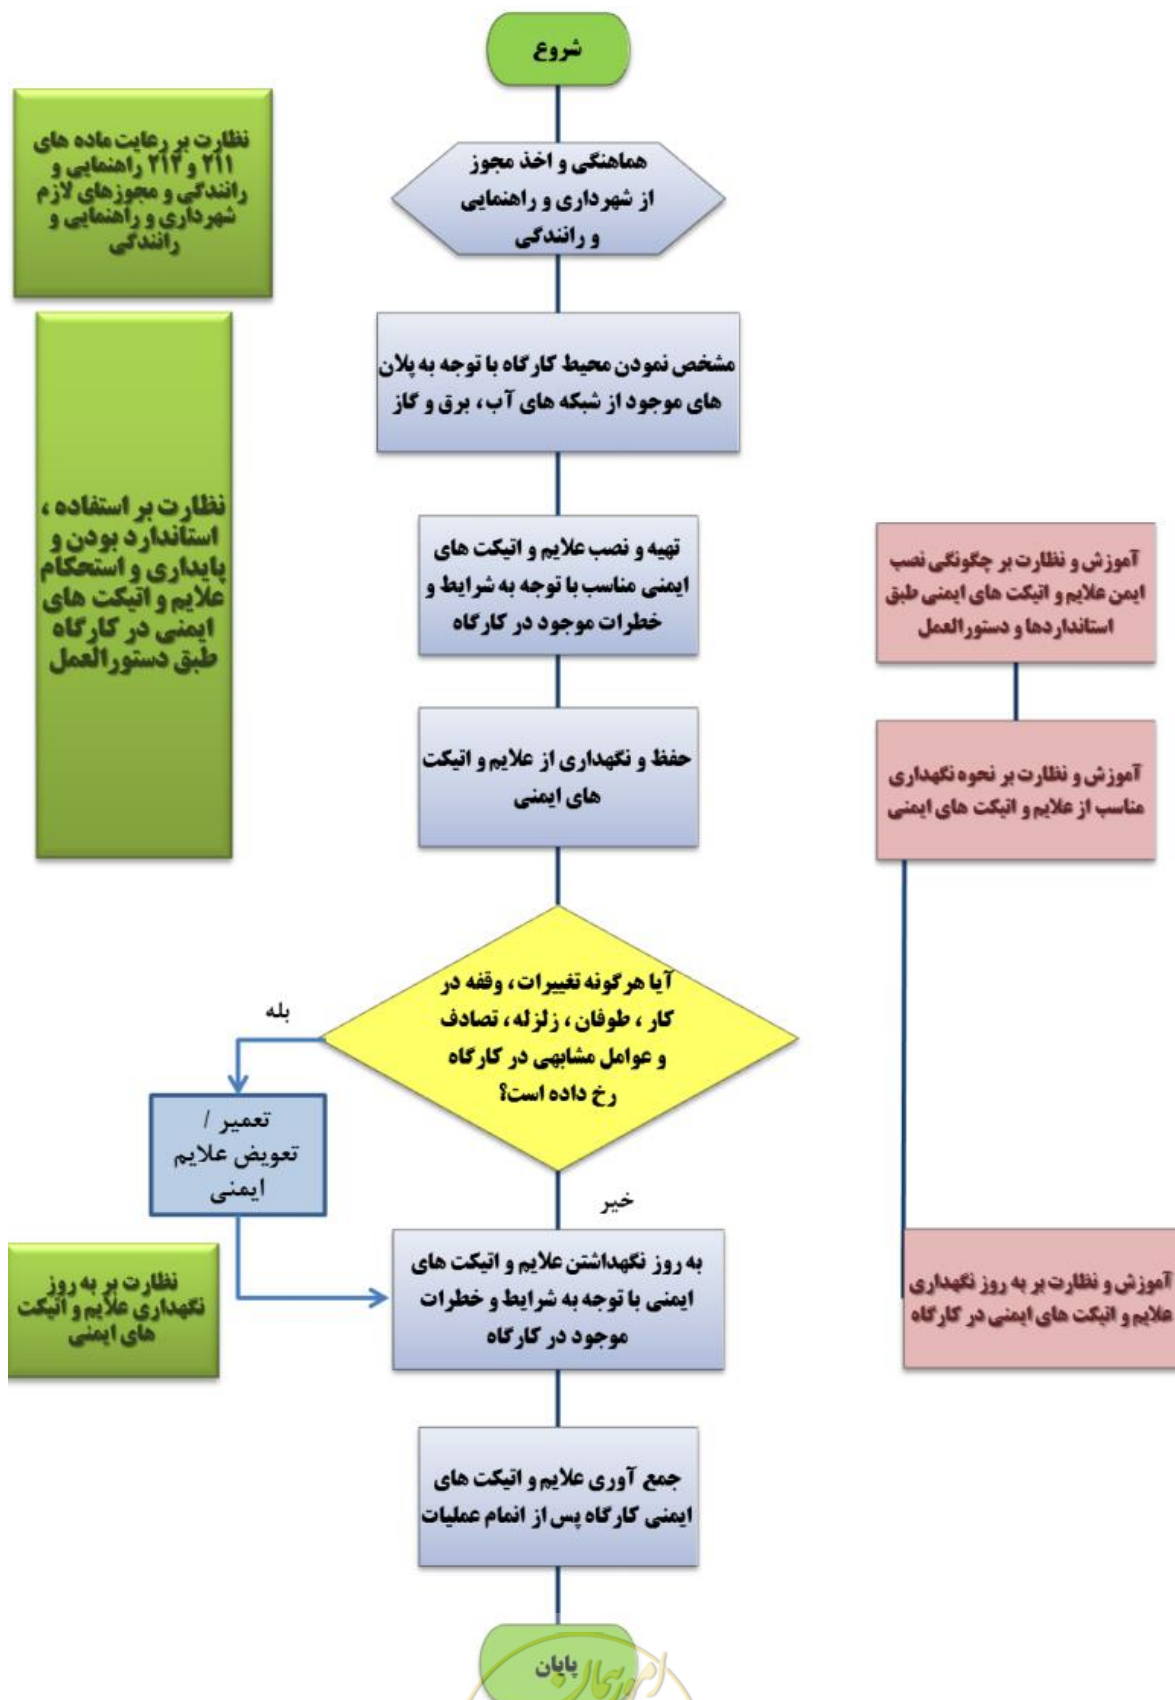 شروع
هماهنگی و اخذ مجوز
از شهرداری و راهنمایی
و رانندگی
نظارت بر رعایت ماده های
۲۱۱ و ۲۱۲ راهنمایی و
رانندگی و مجوزهای لازم
شهرداری و راهنمایی و
رانندگی
مشخص نمودن محیط کارگاه با توجه به پلان
های موجود از شبکه های آب ، برق و گاز
نظارت بر استفاده ،
استاندارد بودن و
پایداری و استحکام
علایم و اتیکت های
ایمنی در کارگاه
طبق دستورالعمل
تهیه و نصب علایم و اتیکت های
ایمنی مناسب با توجه به شرایط و
خطرات موجود در کارگاه
آموزش و نظارت بر چگونگی نصب
ایمن علایم و اتیکت های ایمنی طبق
استانداردها و دستورالعمل
حفظ و نگهداری از علایم و اتیکت
های ایمنی
آموزش و نظارت بر نحوه نگهداری
مناسب از علایم و اتیکت های ایمنی
آیا هرگونه تغییرات ، وقفه در
کار ، طوفان ، زلزله ، تصادف
و عوامل مشابهی در کارگاه
رخ داده است؟
بله
تعمیر /
تعویض علایم
ایمنی
خیر
به روز نگهداشتن علایم و اتیکت های
ایمنی با توجه به شرایط و خطرات
موجود در کارگاه
نظارت بر به روز
نگهداری علایم و اتیکت
های ایمنی
آموزش و نظارت بر به روز نگهداری
علایم و اتیکت های ایمنی در کارگاه
جمع آوری علایم و اتیکت های
ایمنی کارگاه پس از اتمام عملیات
پایان